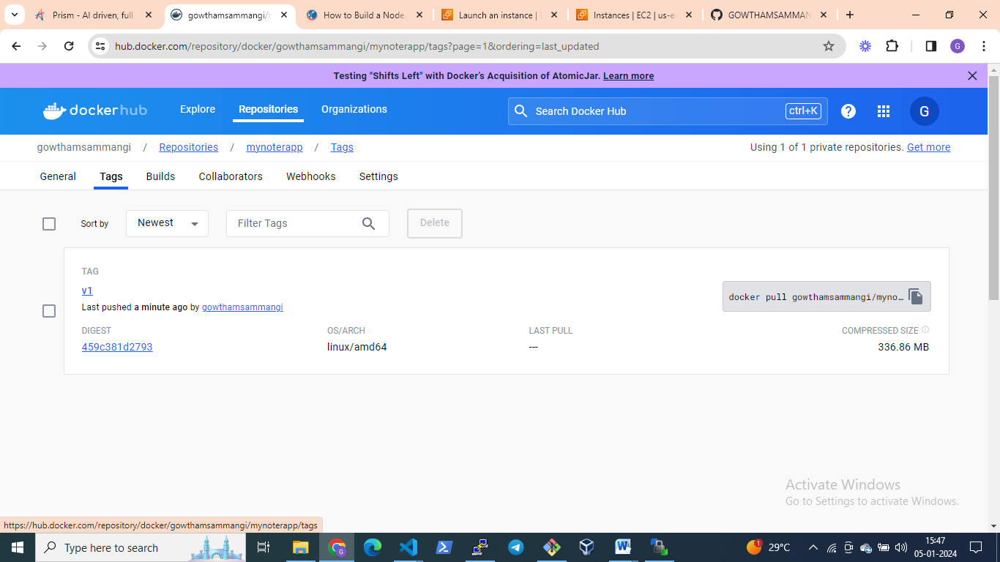 Prism - AI driven, full
gowthamsammangi/m
How to Build a Node
Launch an instance |
Instances | EC2 | us-e
GOWTHAMSAMMAN
hub.docker.com/repository/docker/gowthamsammangi/mynoterapp/tags?page=1&ordering=last_updated
G
Testing "Shifts Left" with Docker's Acquisition of AtomicJar. Learn more
dockerhub
Explore
Repositories
Organizations
Search Docker Hub
ctrl+K
?
G
gowthamsammangi / Repositories / mynoterapp / Tags
Using 1 of 1 private repositories. Get more
General
Tags
Builds
Collaborators
Webhooks
Settings
Sort by
Newest
Filter Tags
Delete
TAG
v1
Last pushed a minute ago by gowthamsammangi
docker pull gowthamsammangi/myno...
DIGEST
OS/ARCH
LAST PULL
COMPRESSED SIZE
459c381d2793
linux/amd64
---
336.86 MB
Activate Windows
Go to Settings to activate Windows.
https://hub.docker.com/repository/docker/gowthamsammangi/mynoterapp/tags
Type here to search
29°C
15:47
05-01-2024